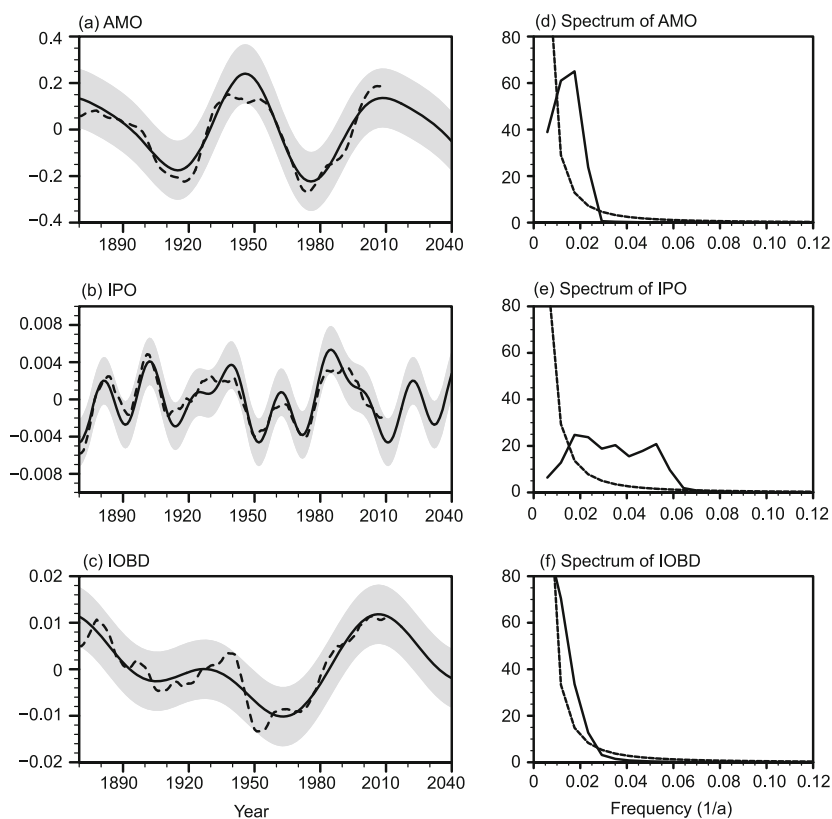 (a) AMO
0.4
0.2
0
−0.2
−0.4
1890 1920 1950 1980 2010 2040
(d) Spectrum of AMO
80
60
40
20
0
0 0.02 0.04 0.06 0.08 0.10 0.12
(b) IPO
0.008
0.004
0
−0.004
−0.008
1890 1920 1950 1980 2010 2040
(e) Spectrum of IPO
80
60
40
20
0
0 0.02 0.04 0.06 0.08 0.10 0.12
(c) IOBD
0.02
0.01
0
−0.01
−0.02
1890 1920 1950 1980 2010 2040
Year
(f) Spectrum of IOBD
80
60
40
20
0
0 0.02 0.04 0.06 0.08 0.10 0.12
Frequency (1/a)